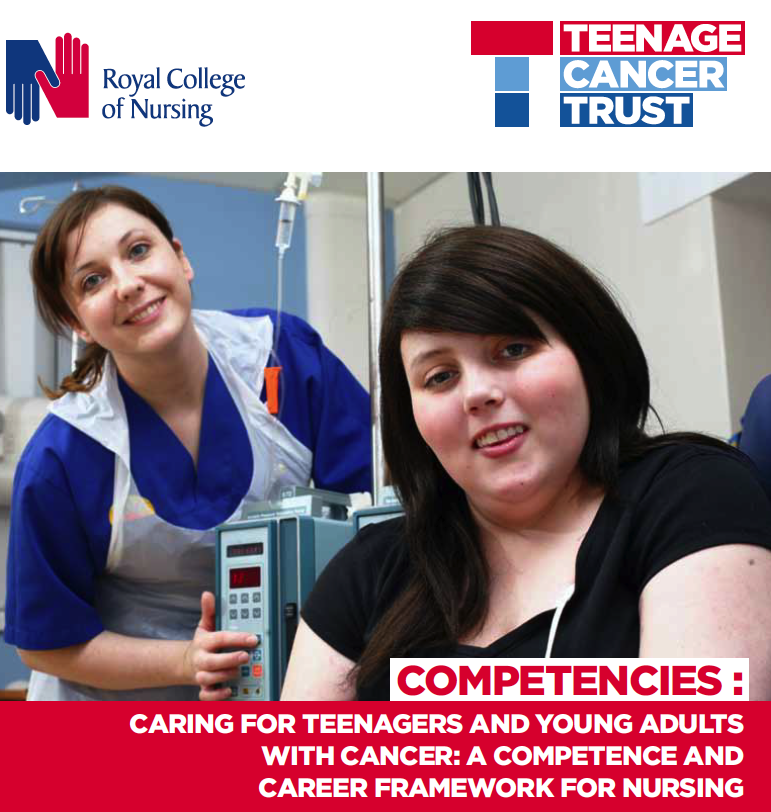 Royal College
of Nursing
TEENAGE
CANCER
TRUST
COMPETENCIES :
CARING FOR TEENAGERS AND YOUNG ADULTS
WITH CANCER: A COMPETENCE AND
CAREER FRAMEWORK FOR NURSING